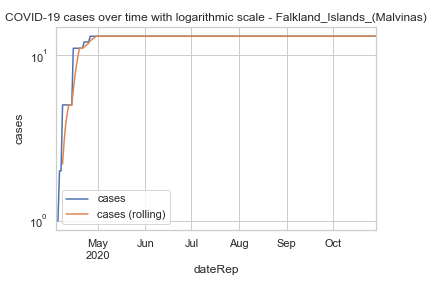 COVID-19 cases over time with logarithmic scale - Falkland_Islands_(Malvinas)
10¹
cases
10⁰
cases
cases (rolling)
May
2020
Jun
Jul
Aug
Sep
Oct
dateRep